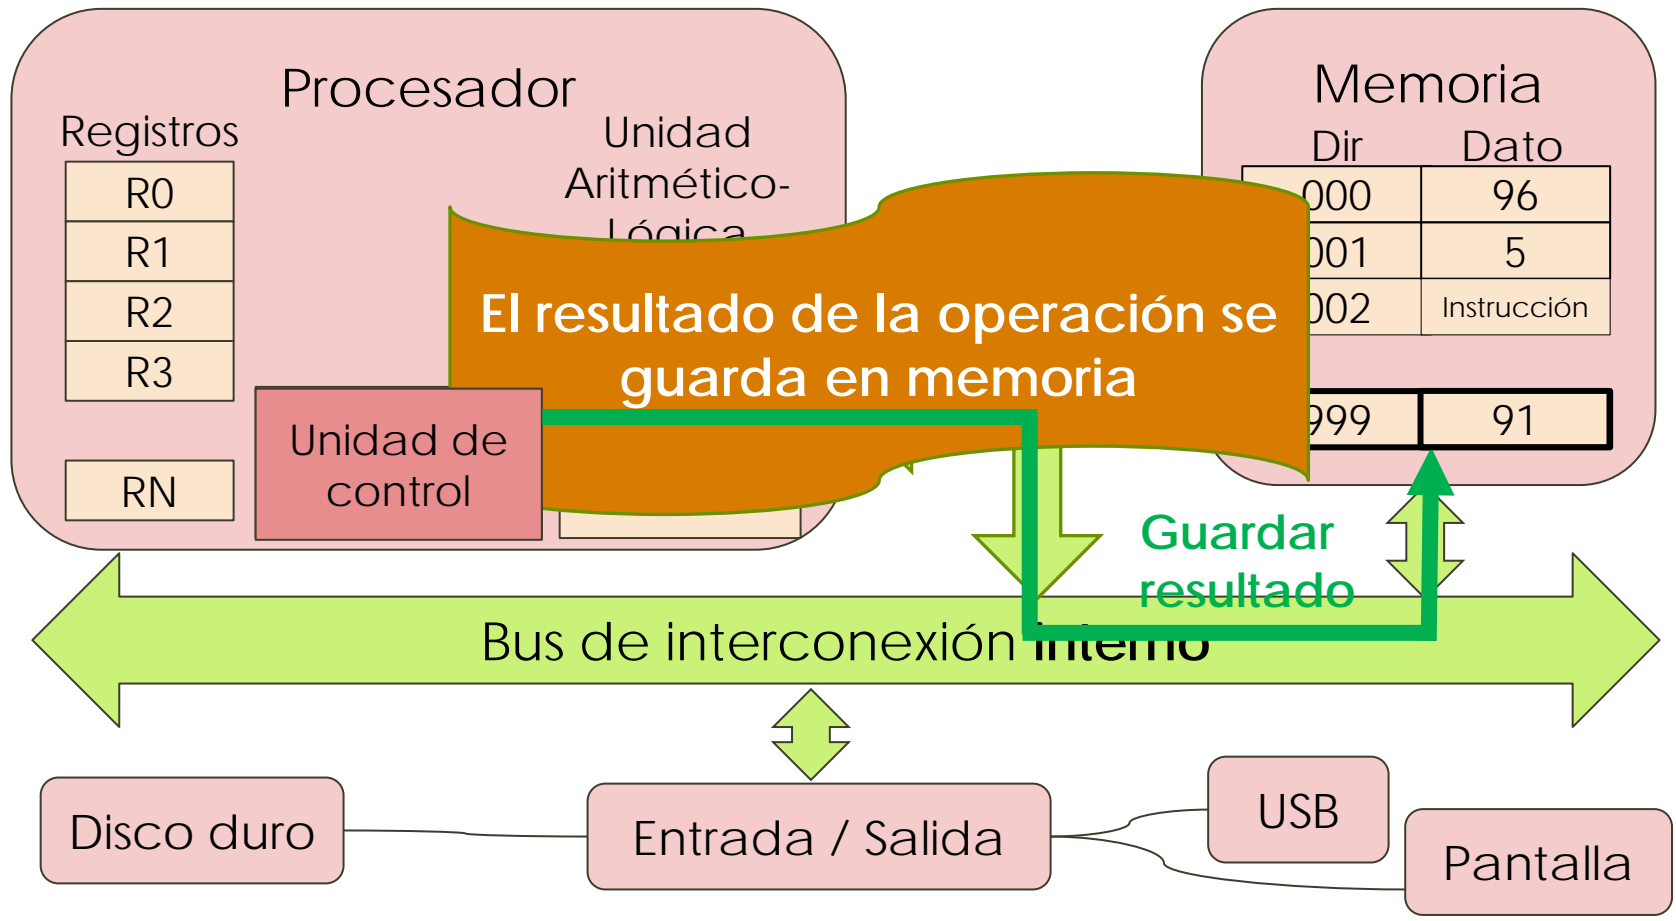 Procesador
Registros
R0
R1
R2
R3
RN
Unidad de
control
Unidad
Aritmético-
Lógica
El resultado de la operación se
guarda en memoria
Memoria
Dir Dato
000 96
001 5
002 Instrucción
999 91
Guardar
resultado
Bus de interconexión interno
Disco duro
Entrada / Salida
USB
Pantalla